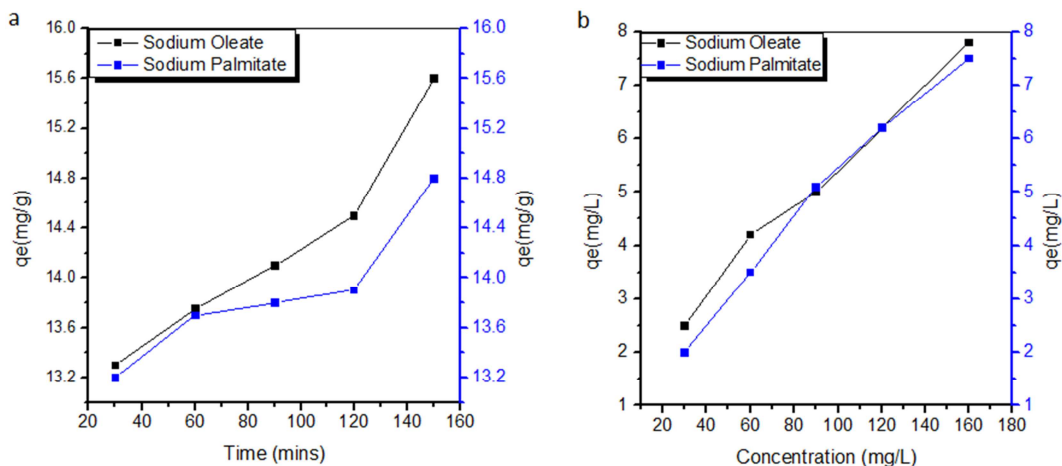 a
Sodium Oleate
Sodium Palmitate
16.0
15.6
15.2
14.8
14.4
14.0
13.6
13.2
qe(mg/g)
20 40 60 80 100 120 140 160
Time (mins)
16.0
15.6
15.2
14.8
14.4
14.0
13.6
13.2
qe(mg/g)
b
Sodium Oleate
Sodium Palmitate
8
7
6
5
4
3
2
1
qe(mg/L)
20 40 60 80 100 120 140 160 180
Concentration (mg/L)
8
7
6
5
4
3
2
1
qe(mg/L)